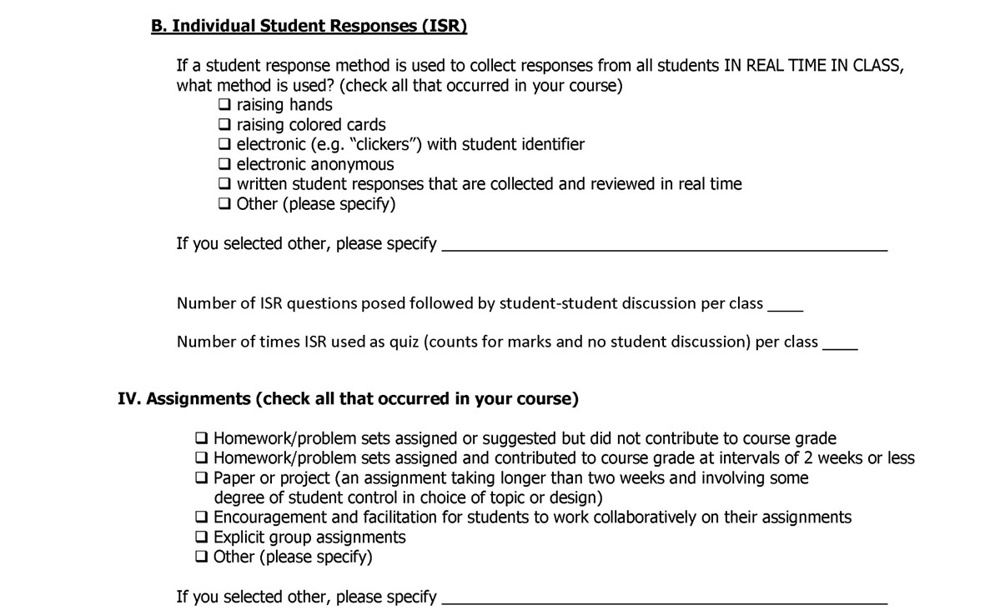 B. Individual Student Responses (ISR)
If a student response method is used to collect responses from all students IN REAL TIME IN CLASS,
what method is used? (check all that occurred in your course)
❑ raising hands
❑ raising colored cards
❑ electronic (e.g. “clickers”) with student identifier
❑ electronic anonymous
❑ written student responses that are collected and reviewed in real time
❑ Other (please specify)
If you selected other, please specify ____________________________________________________
Number of ISR questions posed followed by student-student discussion per class ____
Number of times ISR used as quiz (counts for marks and no student discussion) per class ____
IV. Assignments (check all that occurred in your course)
❑ Homework/problem sets assigned or suggested but did not contribute to course grade
❑ Homework/problem sets assigned and contributed to course grade at intervals of 2 weeks or less
❑ Paper or project (an assignment taking longer than two weeks and involving some
degree of student control in choice of topic or design)
❑ Encouragement and facilitation for students to work collaboratively on their assignments
❑ Explicit group assignments
❑ Other (please specify)
If you selected other, please specify ____________________________________________________